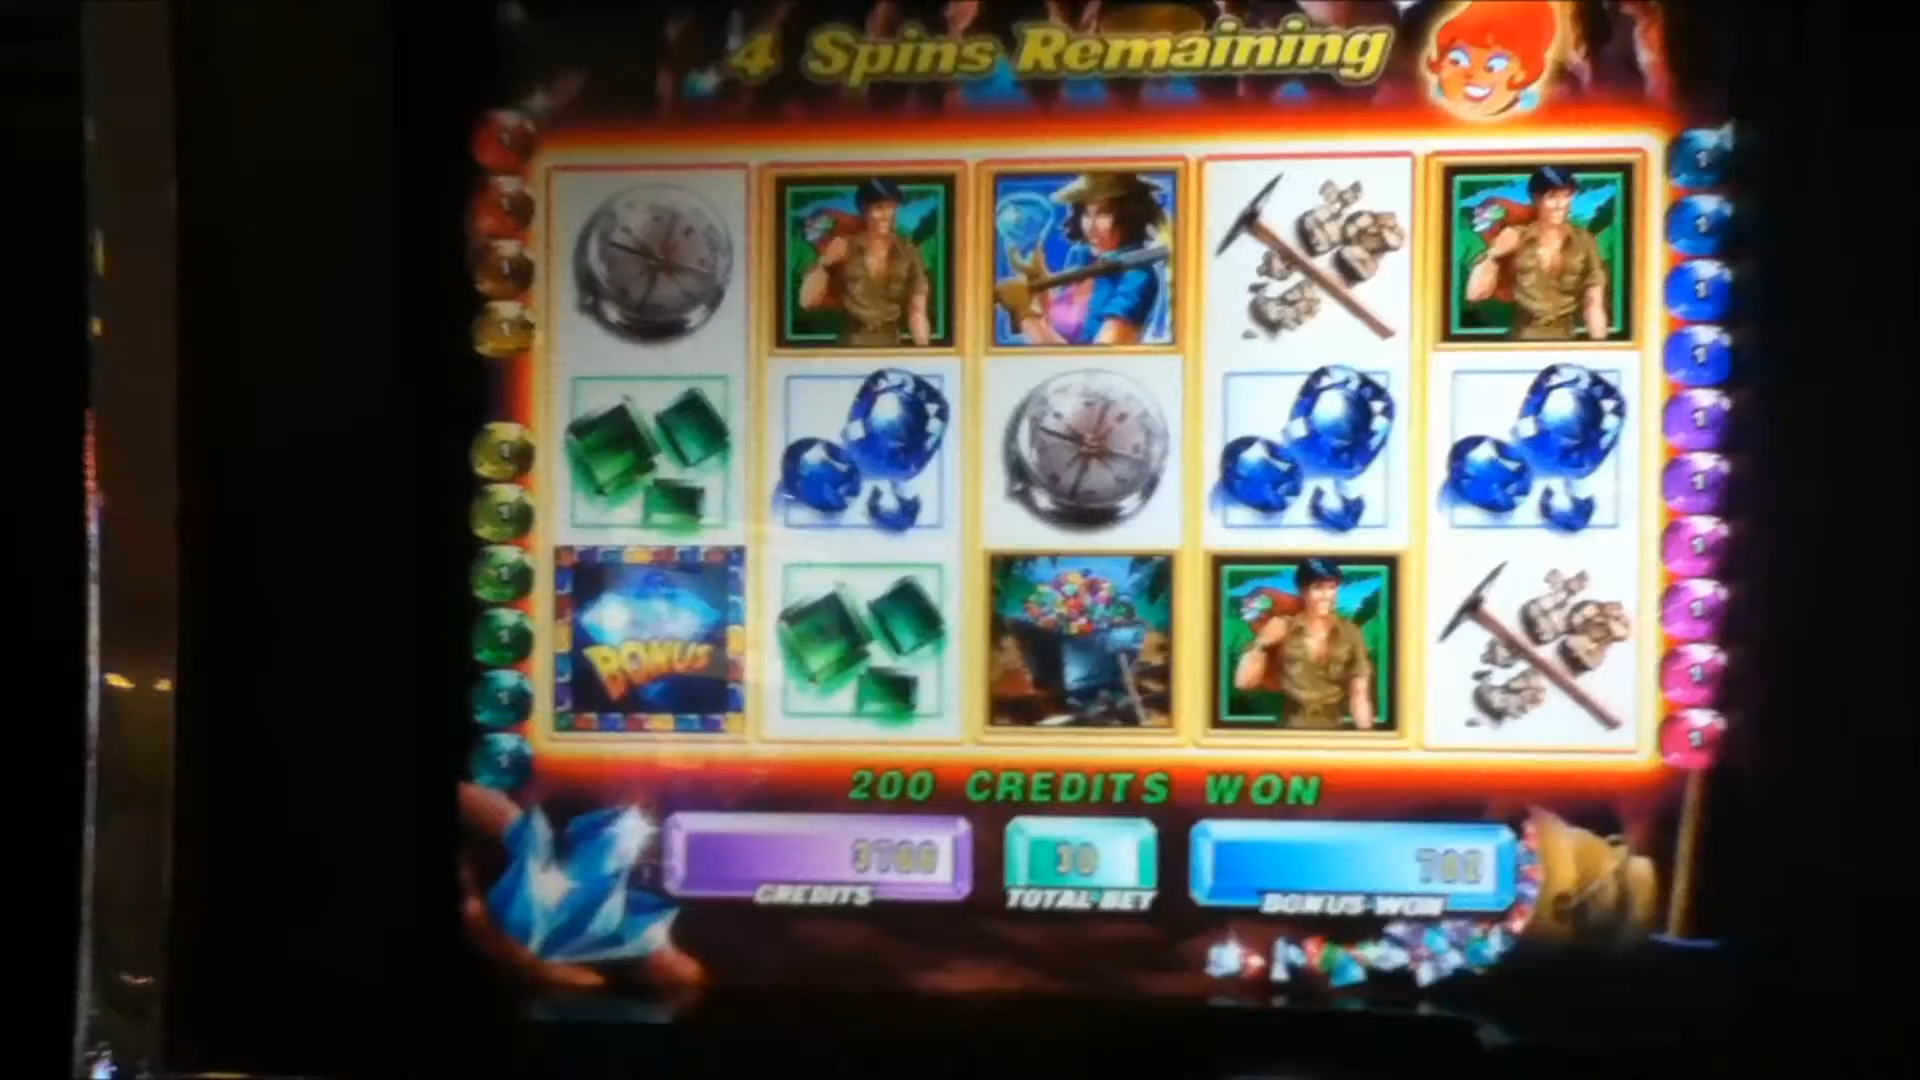 4 Spins Remaining
BONUS
200 CREDITS WON
30
CREDITS
TOTAL BET
BONUS WON